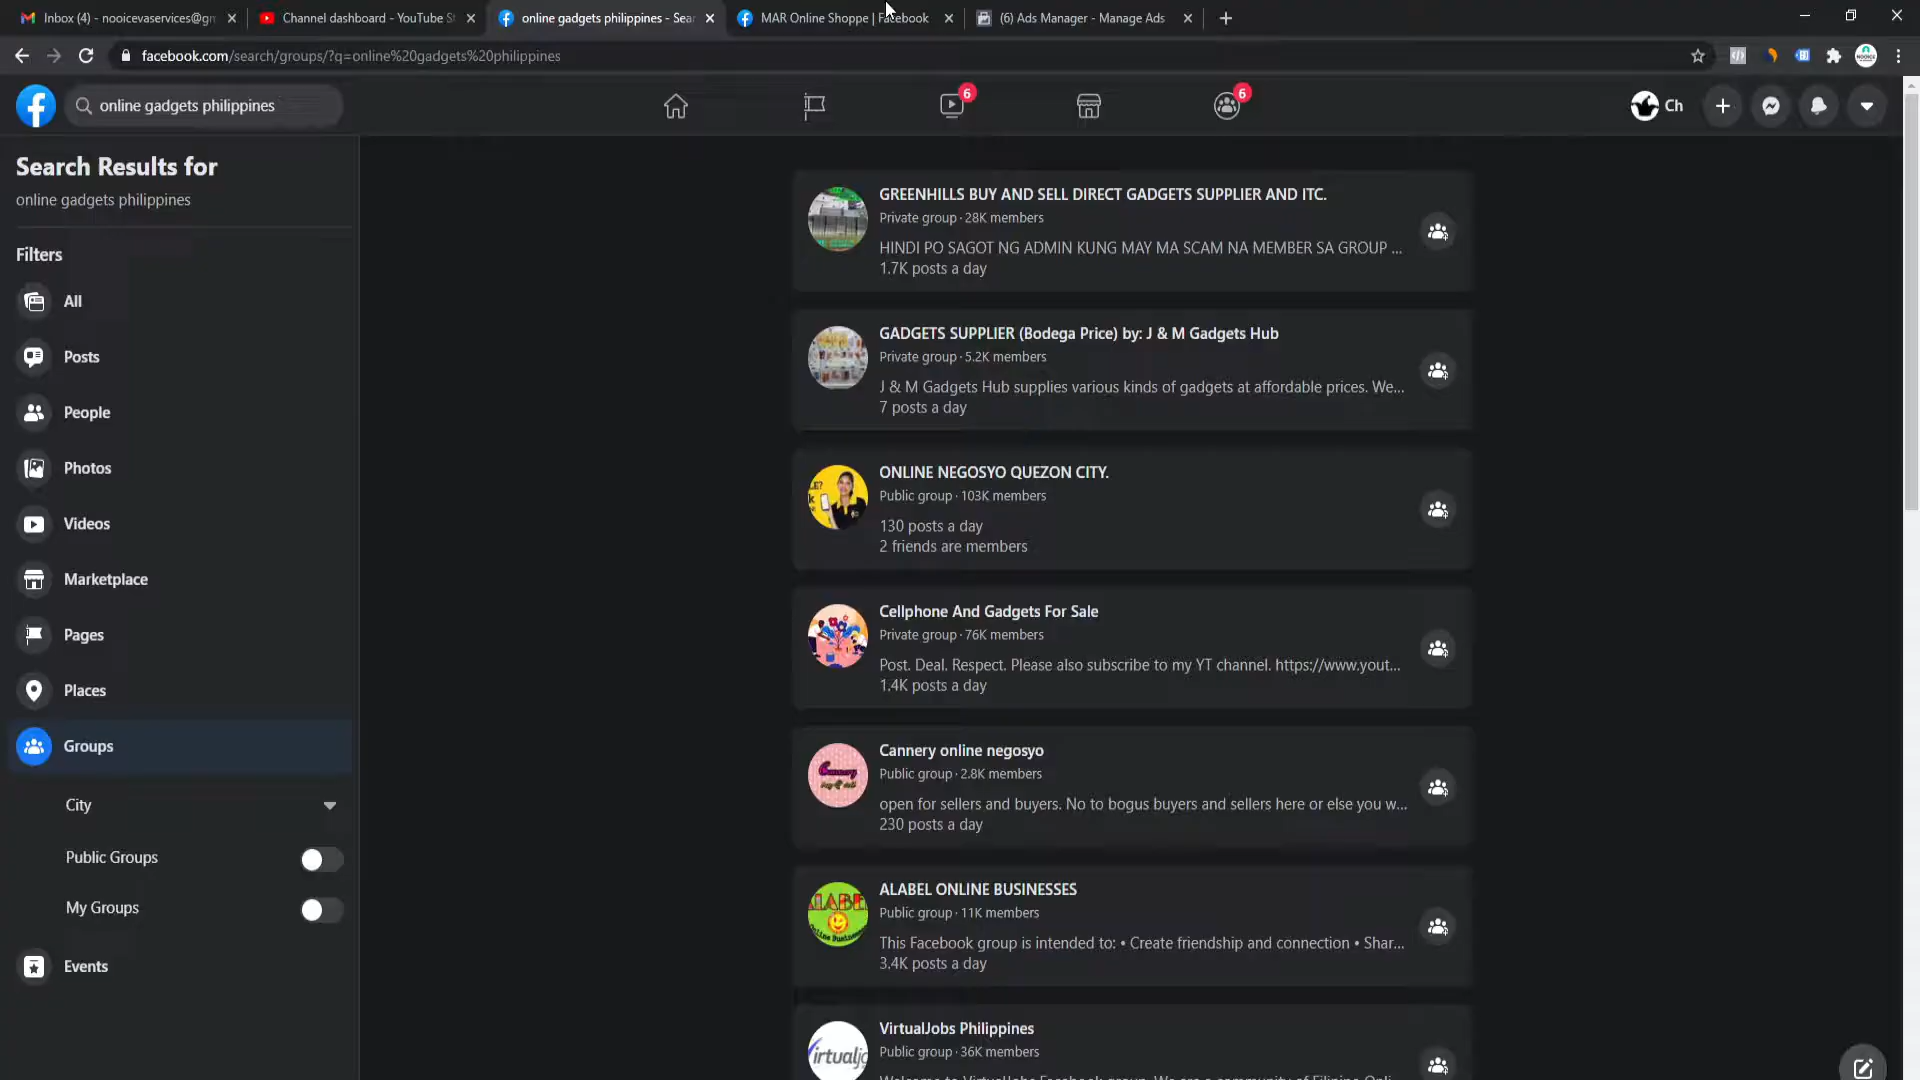 Inbox (4) - nooicevaservices@gm
Channel dashboard - YouTube S
online gadgets philippines - Sea
MAR Online Shoppe | Facebook
(6) Ads Manager - Manage Ads
facebook.com/search/groups/?q=online%20gadgets%20philippines
online gadgets philippines
6
6
Ch
Search Results for
online gadgets philippines
Filters
All
Posts
People
Photos
Videos
Marketplace
Pages
Places
Groups
City
Public Groups
My Groups
Events
GREENHILLS BUY AND SELL DIRECT GADGETS SUPPLIER AND ITC.
Private group · 28K members
HINDI PO SAGOT NG ADMIN KUNG MAY MA SCAM NA MEMBER SA GROUP ...
1.7K posts a day
GADGETS SUPPLIER (Bodega Price) by: J & M Gadgets Hub
Private group · 5.2K members
J & M Gadgets Hub supplies various kinds of gadgets at affordable prices. We...
7 posts a day
ONLINE NEGOSYO QUEZON CITY.
Public group · 103K members
130 posts a day
2 friends are members
Cellphone And Gadgets For Sale
Private group · 76K members
Post. Deal. Respect. Please also subscribe to my YT channel. https://www.yout...
1.4K posts a day
Cannery online negosyo
Public group · 2.8K members
open for sellers and buyers. No to bogus buyers and sellers here or else you w...
230 posts a day
ALABEL ONLINE BUSINESSES
Public group · 11K members
This Facebook group is intended to: • Create friendship and connection • Shar...
3.4K posts a day
VirtualJobs Philippines
Public group · 36K members